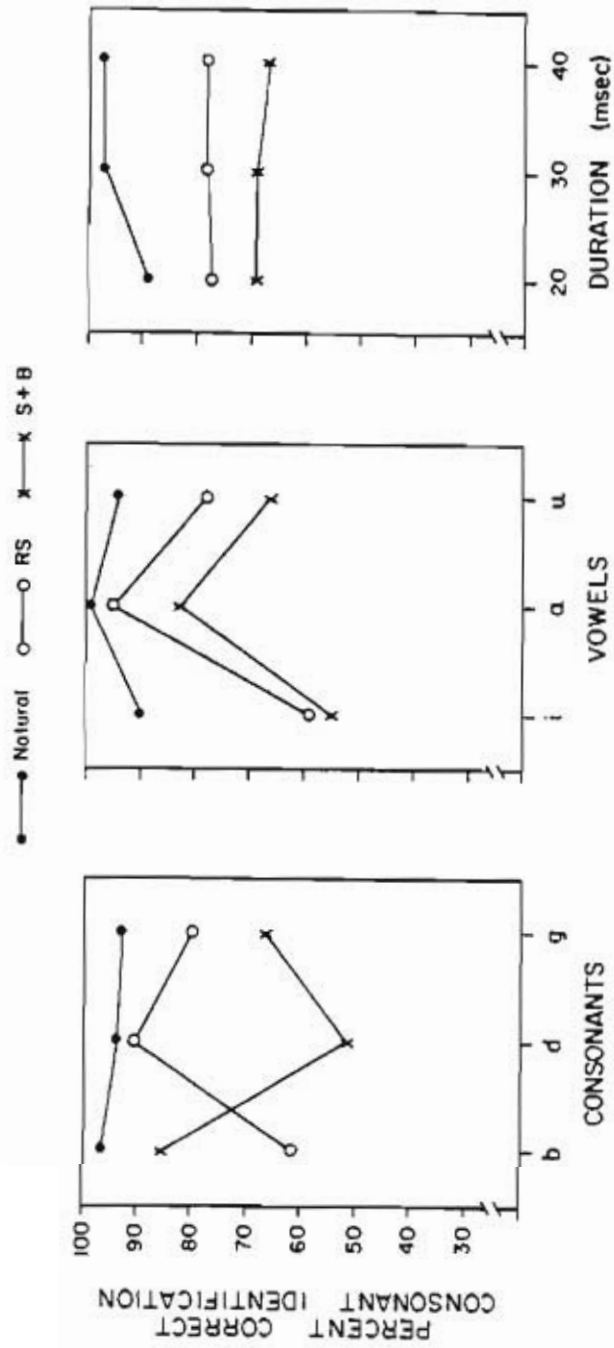 Natural RS S+B
PERCENT CORRECT
CONSONANT IDENTIFICATION
100
90
80
70
60
50
40
30
b d g
CONSONANTS
i a u
VOWELS
20 30 40
DURATION (msec)